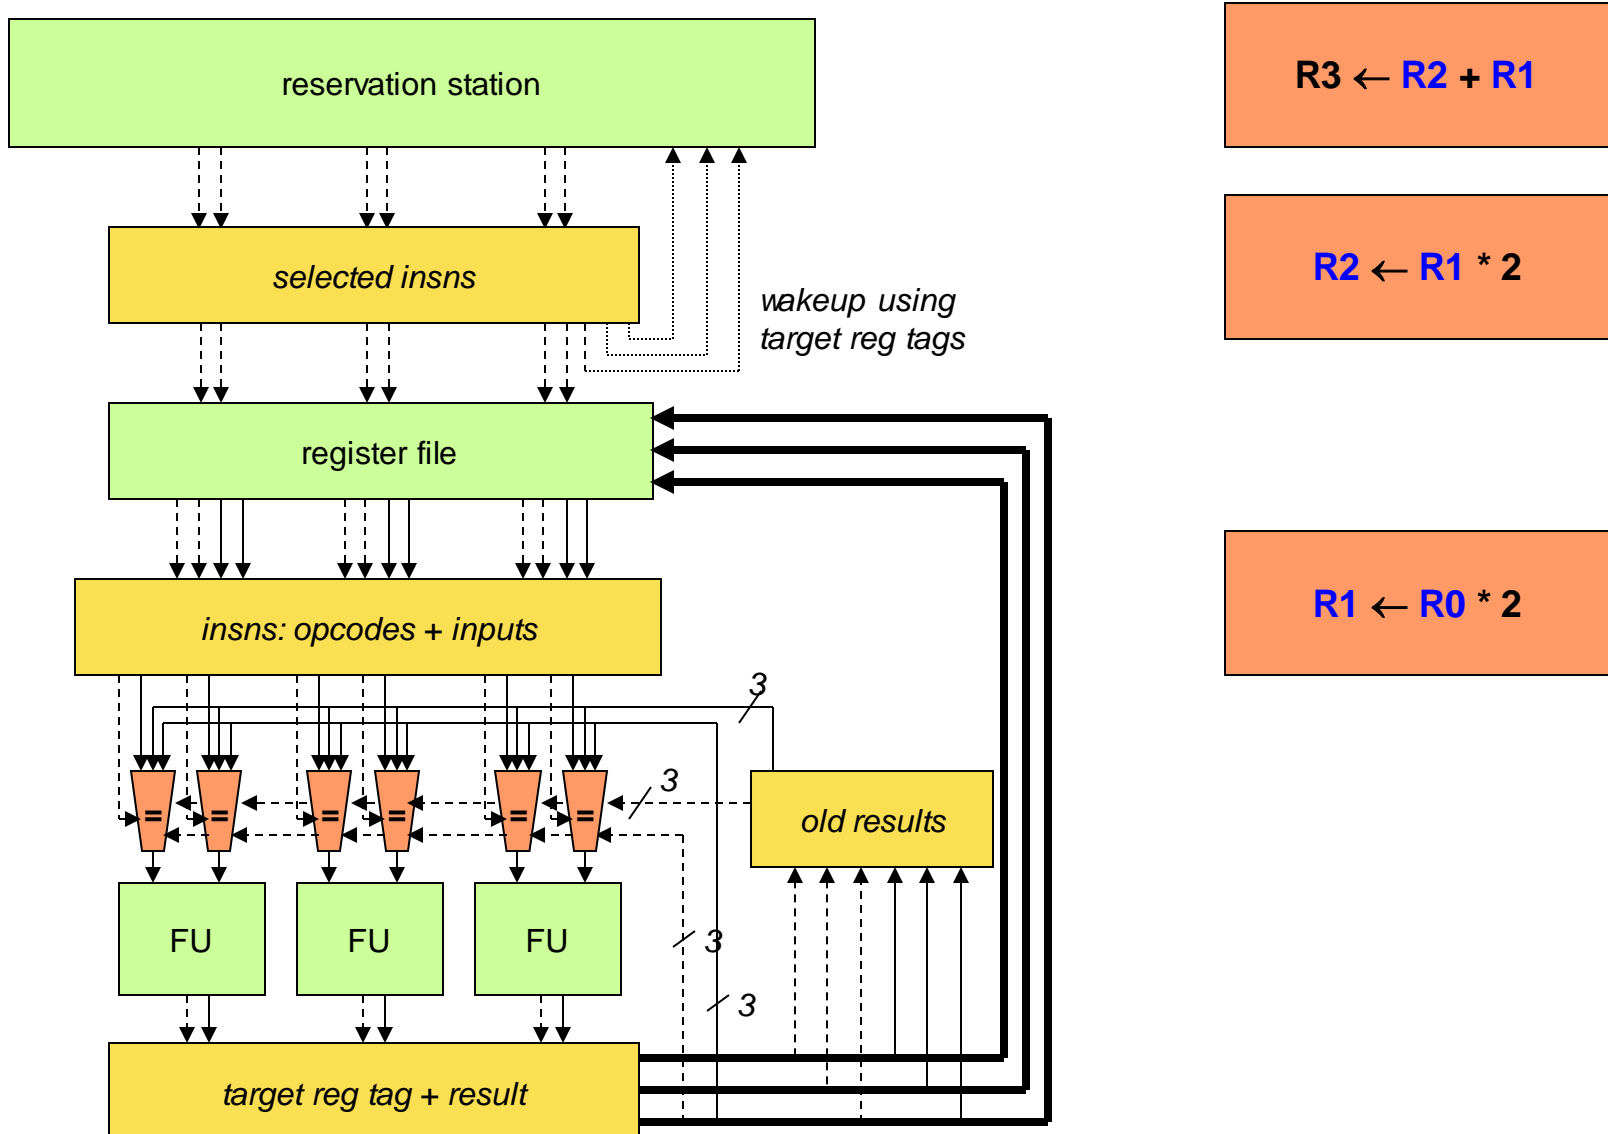 reservation station
R3 ← R2 + R1
selected insns
R2 ← R1 * 2
wakeup using
target reg tags
register file
insns: opcodes + inputs
R1 ← R0 * 2
3
3
= = = = = =
old results
FU FU FU
3
3
target reg tag + result